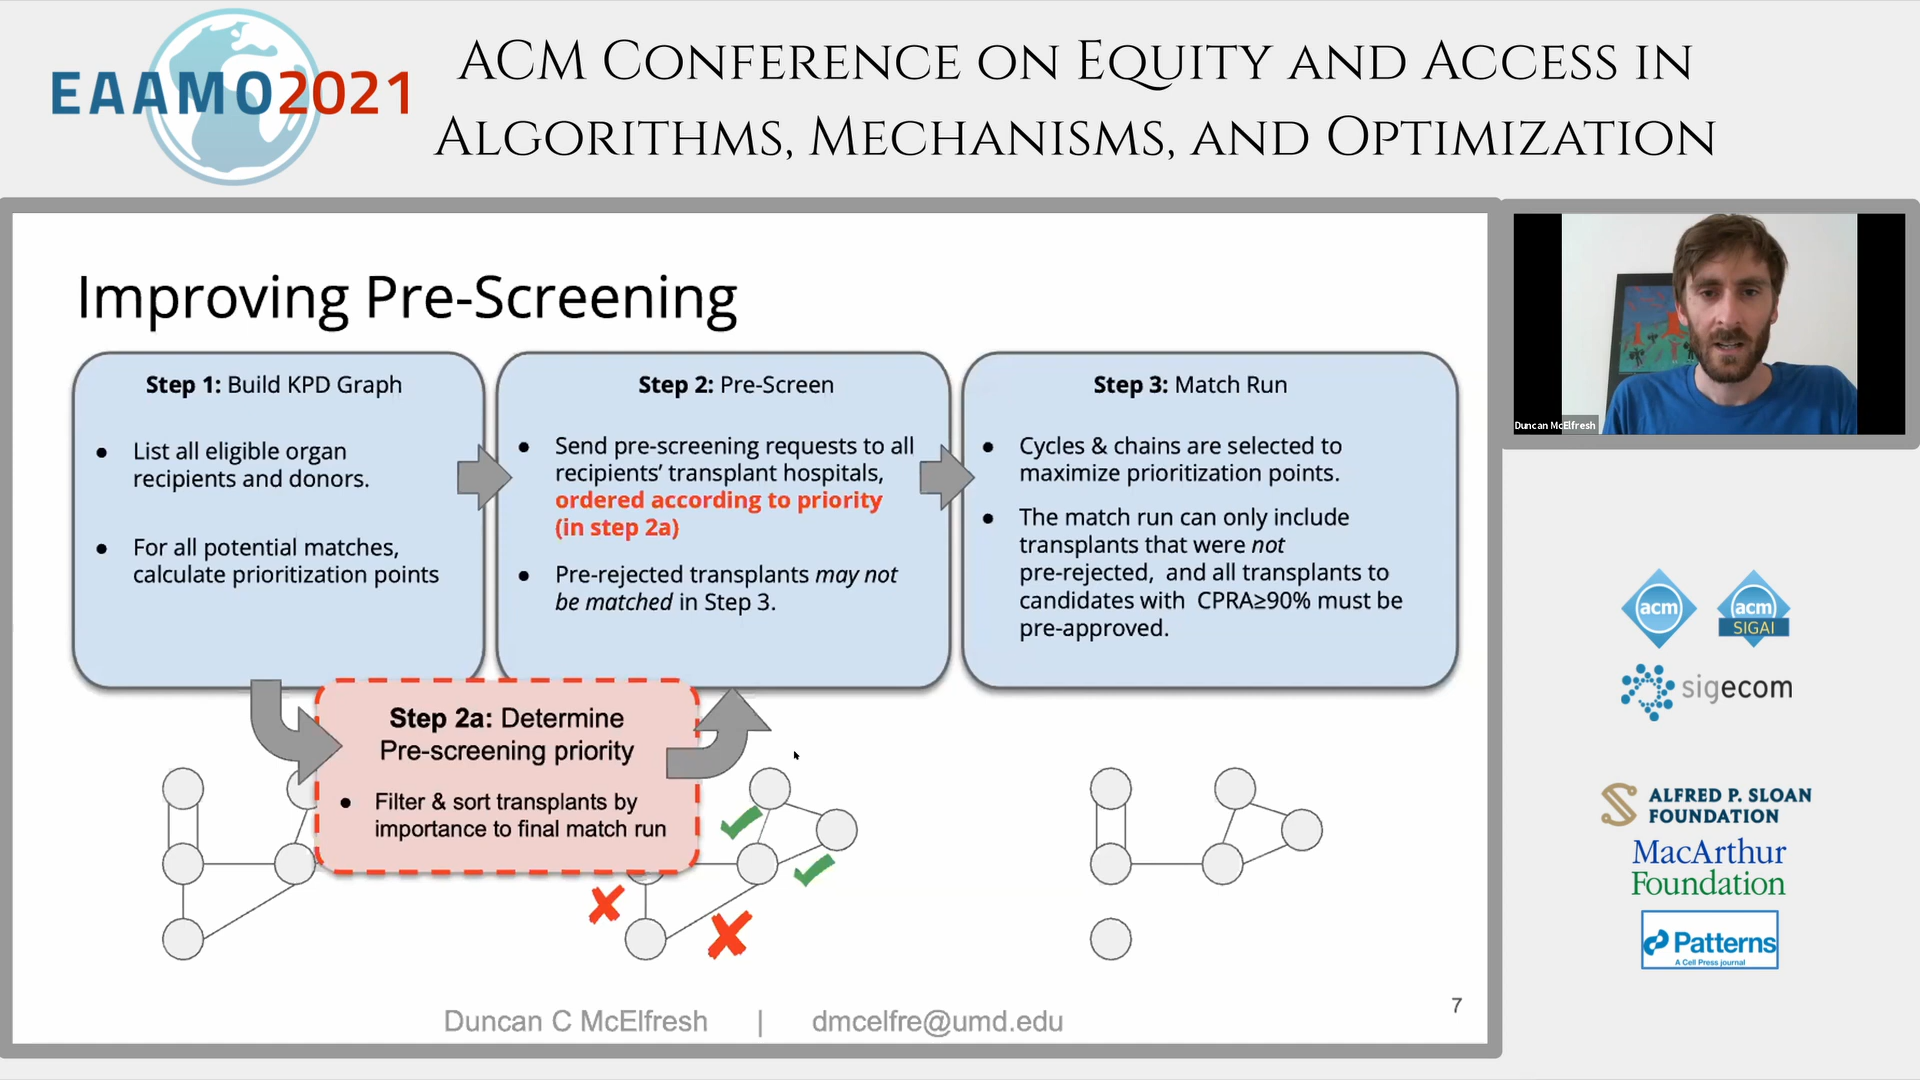 EAAMO2021
ACM Conference on Equity and Access in
Algorithms, Mechanisms, and Optimization
Improving Pre-Screening
Step 1: Build KPD Graph
● List all eligible organ
recipients and donors.
● For all potential matches,
calculate prioritization points
Step 2: Pre-Screen
● Send pre-screening requests to all
recipients’ transplant hospitals,
ordered according to priority
(in step 2a)
● Pre-rejected transplants may not
be matched in Step 3.
Step 3: Match Run
● Cycles & chains are selected to
maximize prioritization points.
● The match run can only include
transplants that were not
pre-rejected, and all transplants to
candidates with CPRA≥90% must be
pre-approved.
Step 2a: Determine
Pre-screening priority
● Filter & sort transplants by
importance to final match run
Duncan C McElfresh | dmcelfre@umd.edu
7
Duncan McElfresh
acm
acm
SIGAI
sigecom
ALFRED P. SLOAN
FOUNDATION
MacArthur
Foundation
Patterns
A Cell Press journal